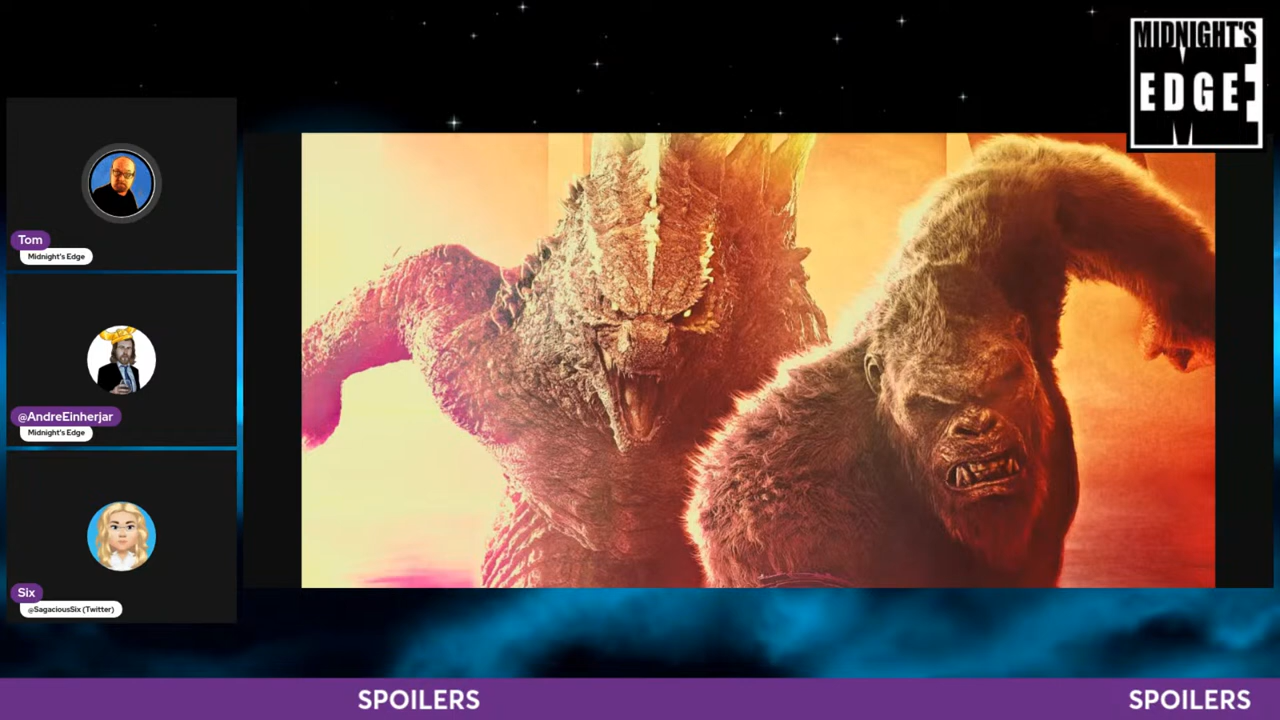 MIDNIGHT'S
EDGE
Tom
Midnight's Edge
@AndreEinherjar
Midnight's Edge
Six
@SagaciousSix (Twitter)
SPOILERS
SPOILERS